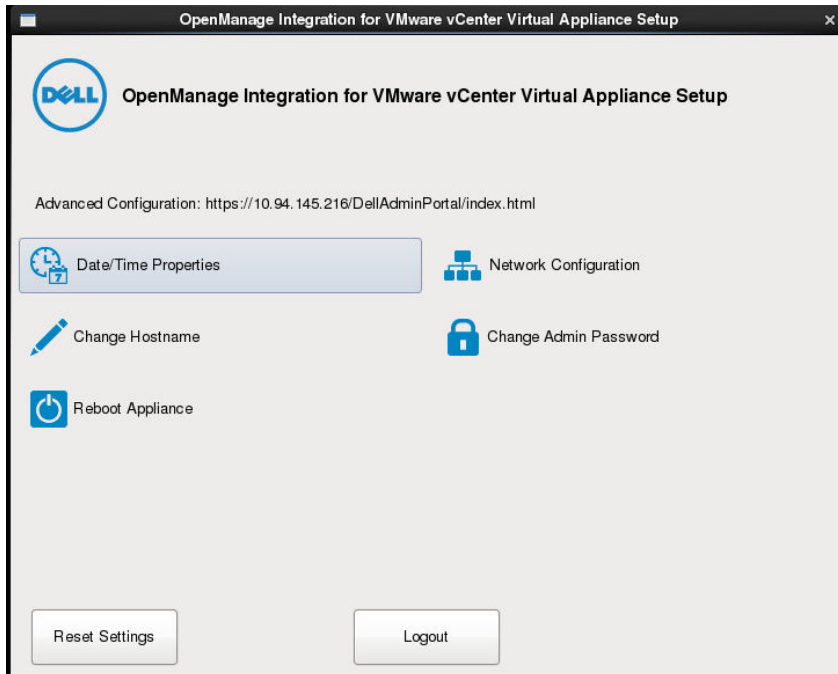 OpenManage Integration for VMware vCenter Virtual Appliance Setup
DELL OpenManage Integration for VMware vCenter Virtual Appliance Setup
Advanced Configuration: https://10.94.145.216/DellAdminPortal/index.html
Date/Time Properties
7
Network Configuration
Change Hostname
Change Admin Password
Reboot Appliance
Reset Settings
Logout